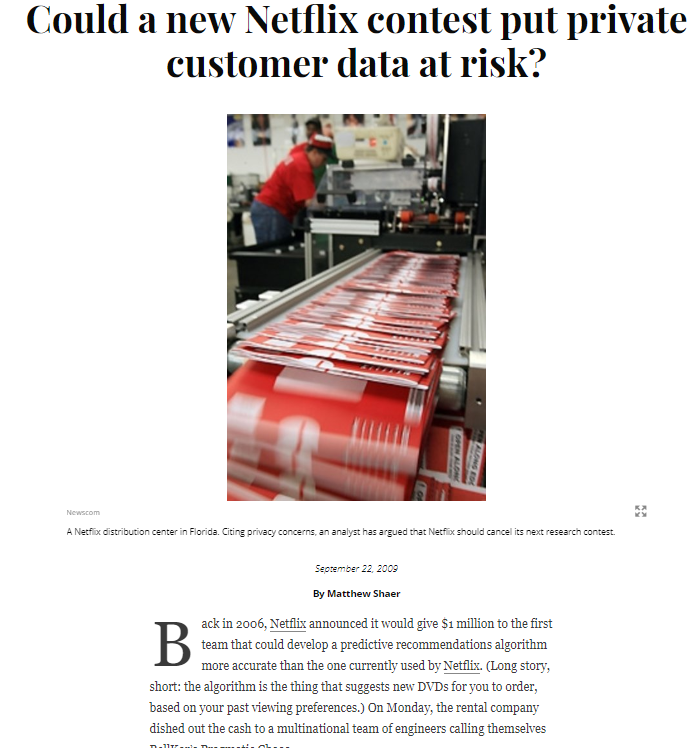 Could a new Netflix contest put private
customer data at risk?
OPEN ALONG
Newscom
A Netflix distribution center in Florida. Citing privacy concerns, an analyst has argued that Netflix should cancel its next research contest.
September 22, 2009
By Matthew Shaer
Back in 2006, Netflix announced it would give $1 million to the first
team that could develop a predictive recommendations algorithm
more accurate than the one currently used by Netflix. (Long story,
short: the algorithm is the thing that suggests new DVDs for you to order,
based on your past viewing preferences.) On Monday, the rental company
dished out the cash to a multinational team of engineers calling themselves